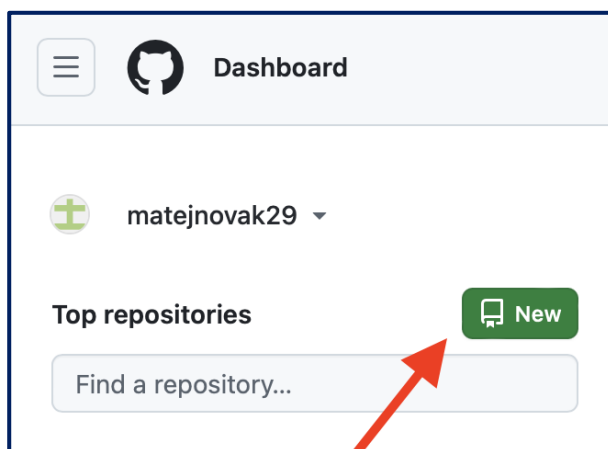 Dashboard
matejnovak29
Top repositories
New
Find a repository...